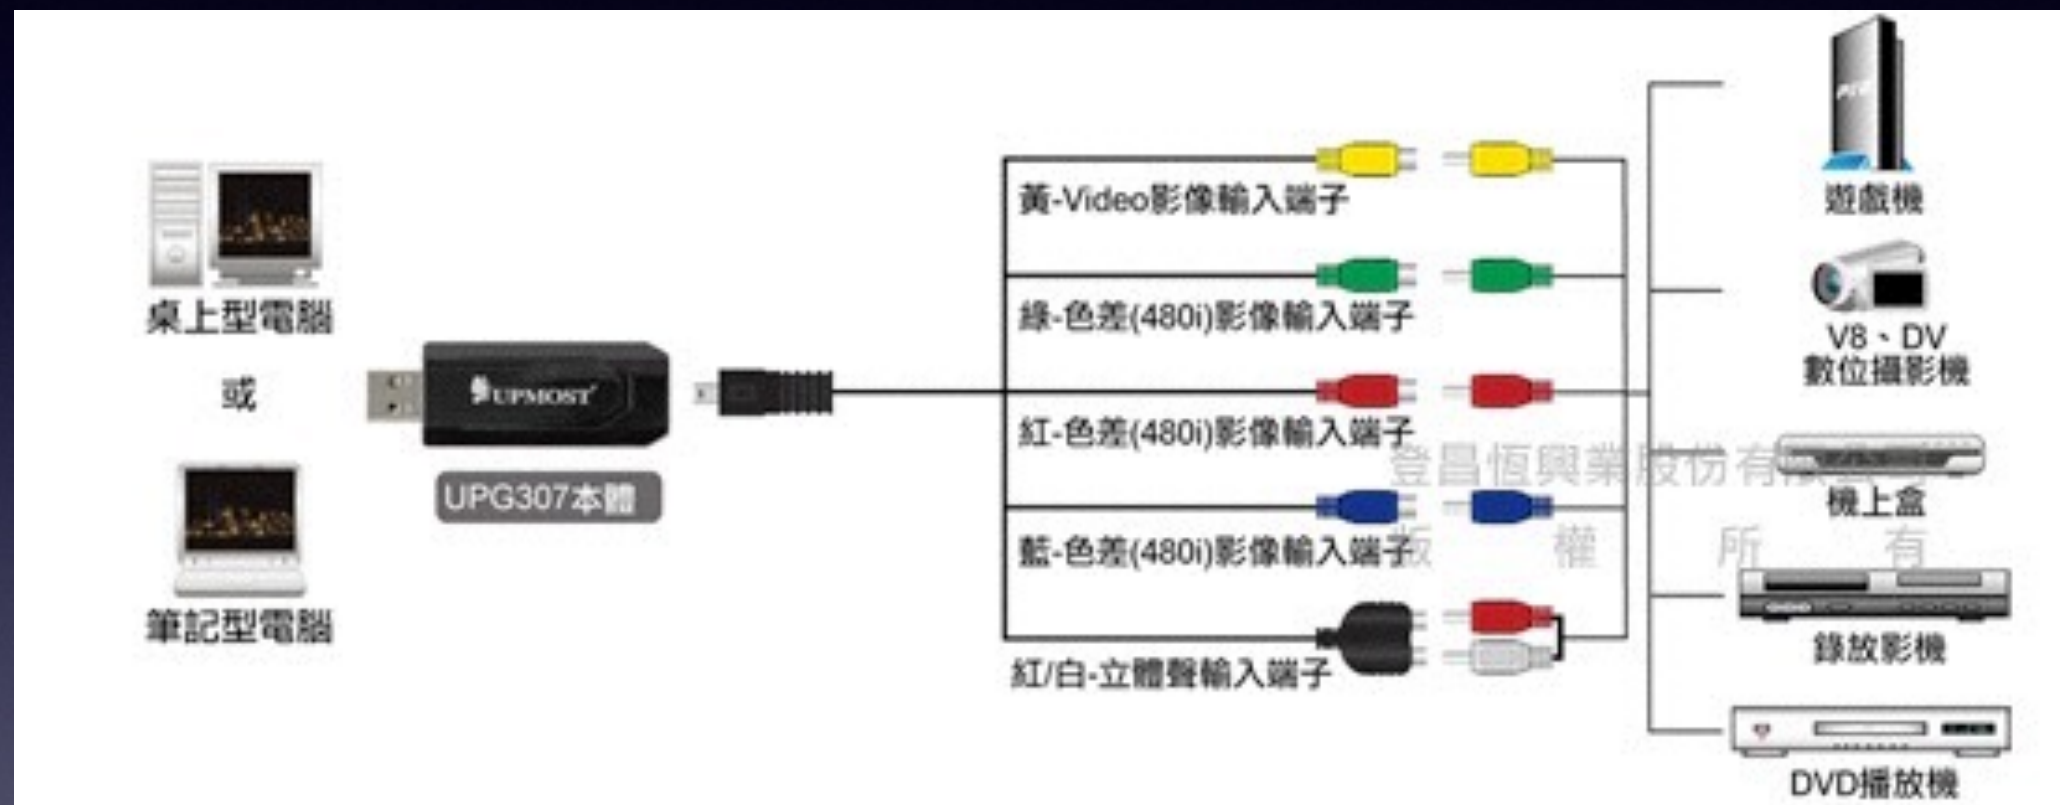 桌上型電腦
或
筆記型電腦
UPMOST
UPG307本體
黃-Video影像輸入端子
綠-色差(480i)影像輸入端子
紅-色差(480i)影像輸入端子
藍-色差(480i)影像輸入端子
紅/白-立體聲輸入端子
遊戲機
V8、DV
數位攝影機
機上盒
錄放影機
DVD播放機
登昌恆興業股份有限公司
版權所有